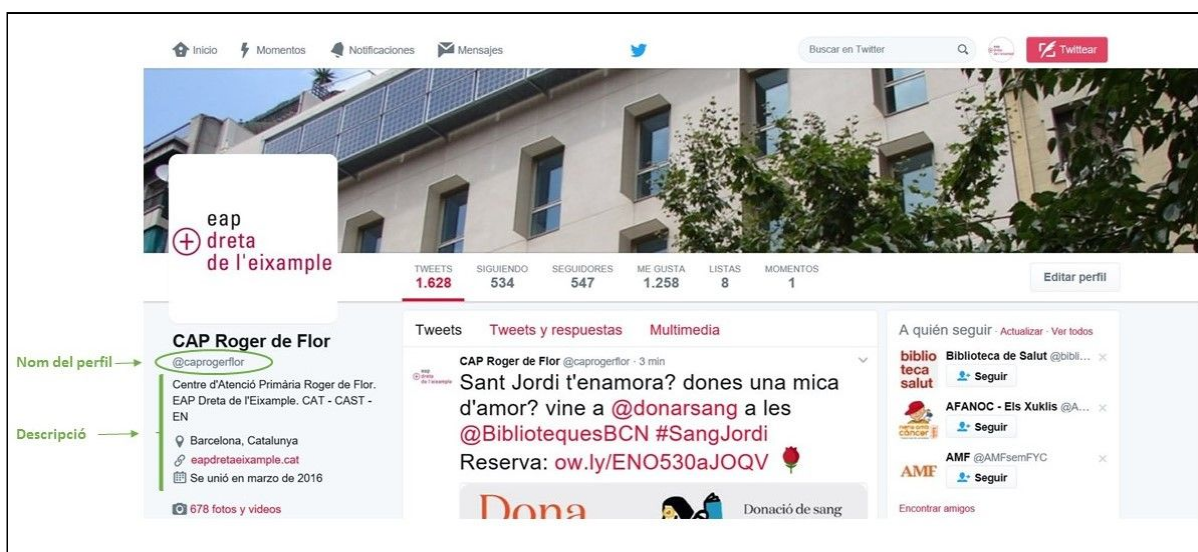 Inicio Momentos Notificaciones Mensajes Buscar en Twitter Twittear
eap
dreta
de l'eixample
TWEETS SIGUIENDO SEGUIDORES ME GUSTA LISTAS MOMENTOS
1.628 534 547 1.258 8 1
Editar perfil
CAP Roger de Flor
Nom del perfil
@caprogerflor
Centre d'Atenció Primària Roger de Flor.
EAP Dreta de l'Eixample. CAT - CAST -
EN
Descripció
Barcelona, Catalunya
eapdretaeixample.cat
Se unió en marzo de 2016
678 fotos y videos
Tweets Tweets y respuestas Multimedia
CAP Roger de Flor @caprogerflor · 3 min
eap
dreta
de l'eixample
Sant Jordi t'enamora? dones una mica
d'amor? vine a @donarsang a les
@BibliotequesBCN #SangJordi
Reserva: ow.ly/ENO530aJOQV
Dona
Donació de sang
A quién seguir · Actualizar · Ver todos
biblio
teca
salut
Biblioteca de Salut @bibli...
Seguir
AFANOC - Els Xuklis @A...
Seguir
AMF
AMF @AMFsemFYC
Seguir
Encontrar amigos